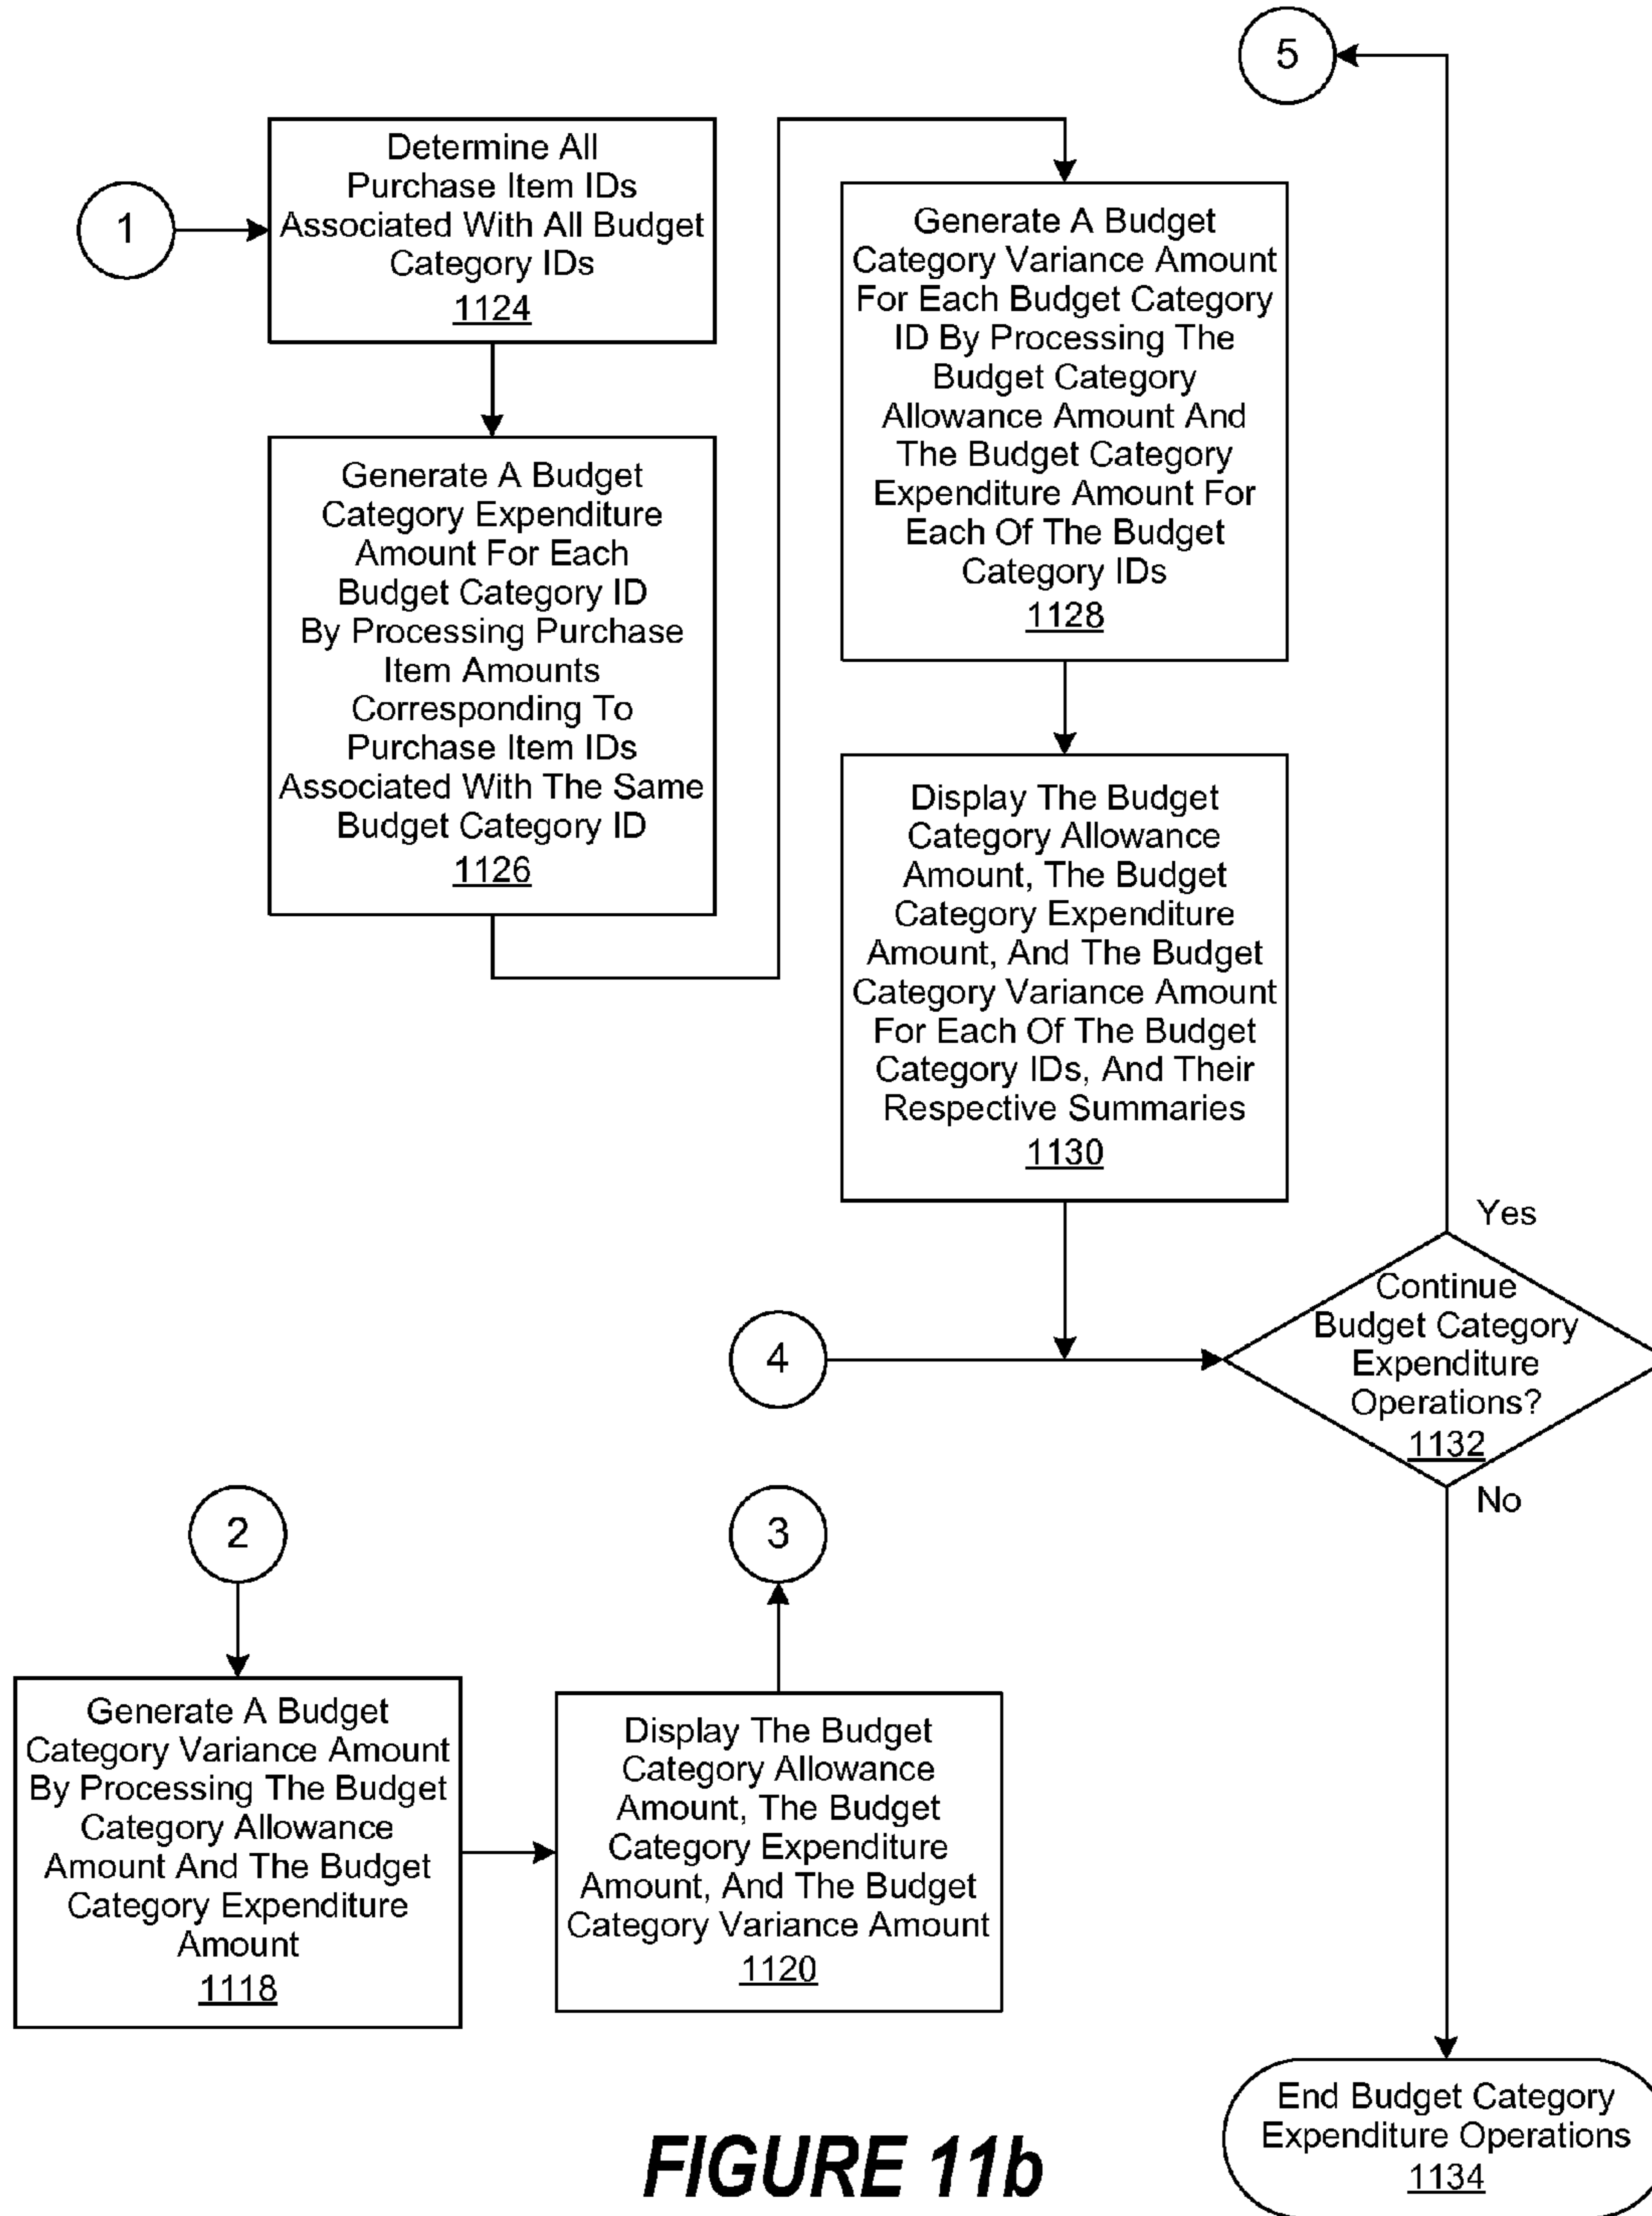 5
1
Determine All
Purchase Item IDs
Associated With All Budget
Category IDs
1124
Generate A Budget
Category Expenditure
Amount For Each
Budget Category ID
By Processing Purchase
Item Amounts
Corresponding To
Purchase Item IDs
Associated With The Same
Budget Category ID
1126
Generate A Budget
Category Variance Amount
For Each Budget Category
ID By Processing The
Budget Category
Allowance Amount And
The Budget Category
Expenditure Amount For
Each Of The Budget
Category IDs
1128
Display The Budget
Category Allowance
Amount, The Budget
Category Expenditure
Amount, And The Budget
Category Variance Amount
For Each Of The Budget
Category IDs, And Their
Respective Summaries
1130
Yes
4
Continue
Budget Category
Expenditure
Operations?
1132
No
2
3
Generate A Budget
Category Variance Amount
By Processing The Budget
Category Allowance
Amount And The Budget
Category Expenditure
Amount
1118
Display The Budget
Category Allowance
Amount, The Budget
Category Expenditure
Amount, And The Budget
Category Variance Amount
1120
End Budget Category
Expenditure Operations
1134
FIGURE 11b